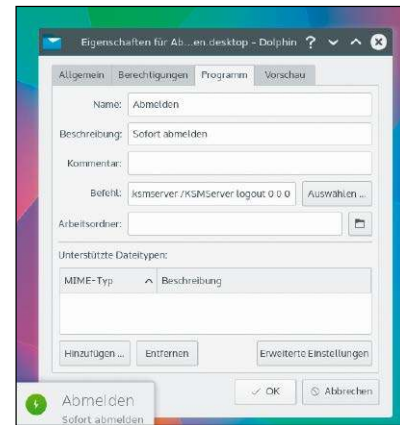 Eigenschaften für Ab...en.desktop – Dolphin
Allgemein Berechtigungen Programm Vorschau
Name: Abmelden
Beschreibung: Sofort abmelden
Kommentar:
Befehl: ksmserver /KSMServer logout 0 0 0 Auswählen ...
Arbeitsordner:
Unterstützte Dateitypen:
MIME-Typ Beschreibung
Hinzufügen ... Entfernen Erweiterte Einstellungen
OK Abbrechen
Abmelden
Sofort abmelden